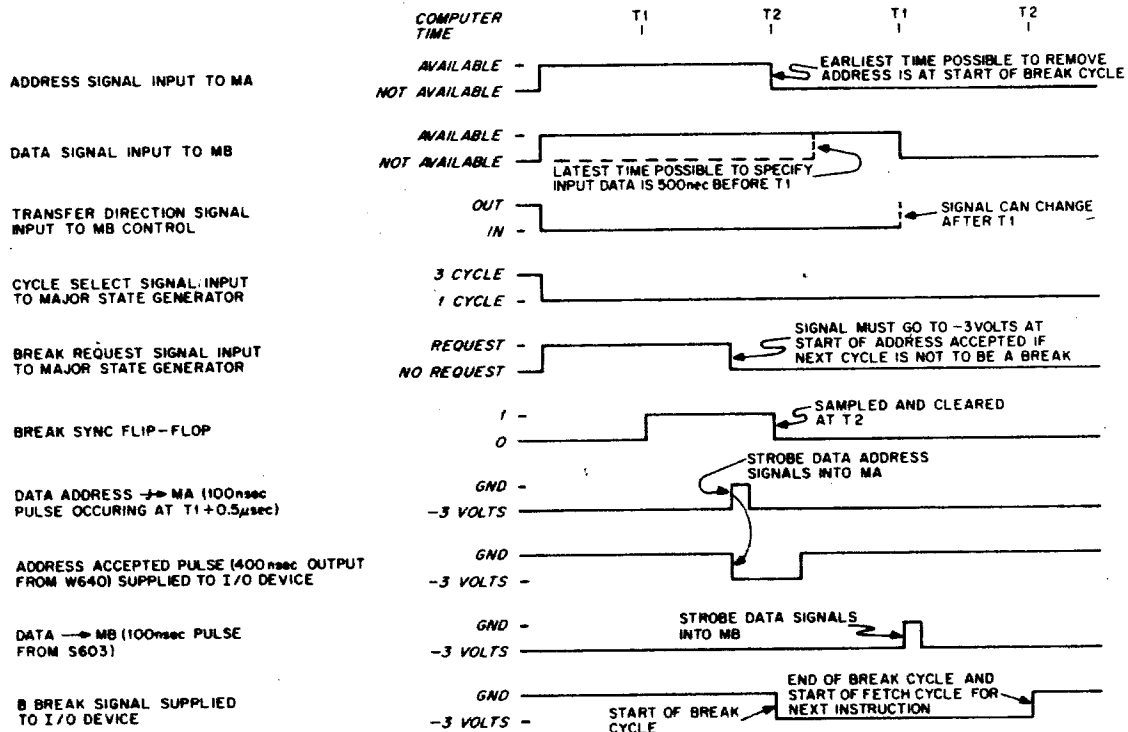 COMPUTER
TIME
T1 T2 T1 T2
ADDRESS SIGNAL INPUT TO MA
AVAILABLE
NOT AVAILABLE
EARLIEST TIME POSSIBLE TO REMOVE
ADDRESS IS AT START OF BREAK CYCLE
DATA SIGNAL INPUT TO MB
AVAILABLE
NOT AVAILABLE
LATEST TIME POSSIBLE TO SPECIFY
INPUT DATA IS 500nec BEFORE T1
TRANSFER DIRECTION SIGNAL
INPUT TO MB CONTROL
OUT
IN
SIGNAL CAN CHANGE
AFTER T1
CYCLE SELECT SIGNAL INPUT
TO MAJOR STATE GENERATOR
3 CYCLE
1 CYCLE
BREAK REQUEST SIGNAL INPUT
TO MAJOR STATE GENERATOR
REQUEST
NO REQUEST
SIGNAL MUST GO TO -3VOLTS AT
START OF ADDRESS ACCEPTED IF
NEXT CYCLE IS NOT TO BE A BREAK
BREAK SYNC FLIP-FLOP
1
0
SAMPLED AND CLEARED
AT T2
DATA ADDRESS → MA (100nsec
PULSE OCCURING AT T1+0.5μsec)
GND
-3 VOLTS
STROBE DATA ADDRESS
SIGNALS INTO MA
ADDRESS ACCEPTED PULSE (400nsec OUTPUT
FROM W640) SUPPLIED TO I/O DEVICE
GND
-3 VOLTS
DATA → MB (100nsec PULSE
FROM S603)
GND
-3 VOLTS
STROBE DATA SIGNALS
INTO MB
B BREAK SIGNAL SUPPLIED
TO I/O DEVICE
GND
-3 VOLTS
START OF BREAK
CYCLE
END OF BREAK CYCLE AND
START OF FETCH CYCLE FOR
NEXT INSTRUCTION